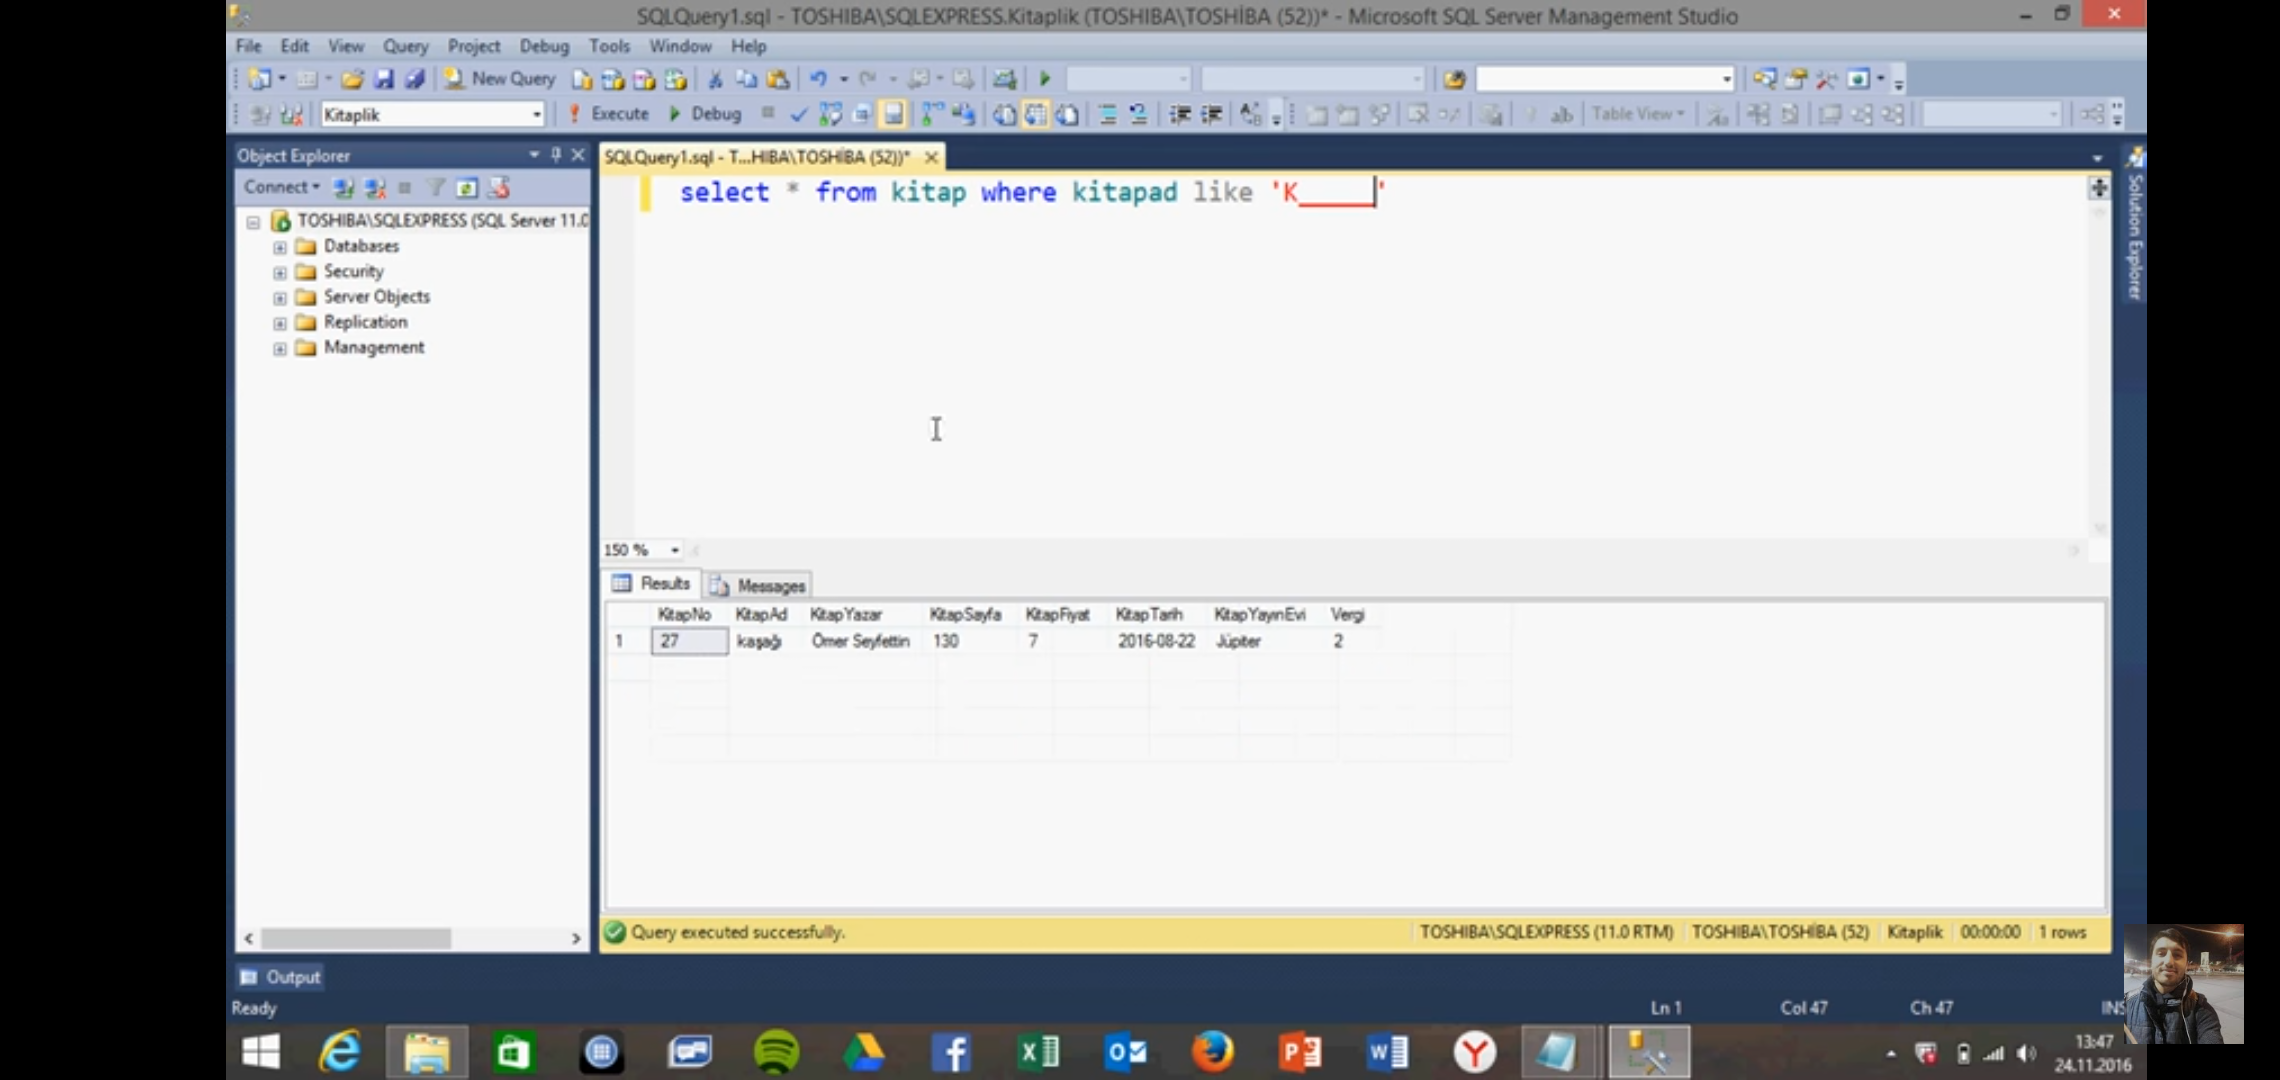 SQLQuery1.sql - TOSHIBA\SQLEXPRESS.Kitaplik (TOSHIBA\TOSHİBA (52))* - Microsoft SQL Server Management Studio
File Edit View Query Project Debug Tools Window Help
New Query
Kitaplik Execute Debug Table View
Object Explorer
SQLQuery1.sql - T...HIBA\TOSHİBA (52))*
Connect
select * from kitap where kitapad like 'K_____'
TOSHIBA\SQLEXPRESS (SQL Server 11.0
Databases
Security
Server Objects
Replication
Management
Solution Explorer
150 %
Results Messages
KitapNo KitapAd KitapYazar KitapSayfa KitapFiyat KitapTarih KitapYayınEvi Vergi
1 27 kaşağı Ömer Seyfettin 130 7 2016-08-22 Jüpiter 2
Query executed successfully. TOSHIBA\SQLEXPRESS (11.0 RTM) TOSHIBA\TOSHİBA (52) Kitaplik 00:00:00 1 rows
Output
Ready Ln 1 Col 47 Ch 47 INS
13:47
24.11.2016